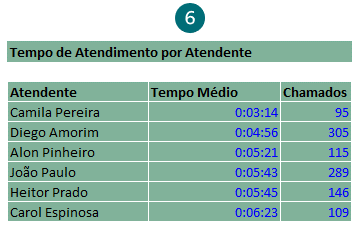 6
Tempo de Atendimento por Atendente
Atendente Tempo Médio Chamados
Camila Pereira 0:03:14 95
Diego Amorim 0:04:56 305
Alon Pinheiro 0:05:21 115
João Paulo 0:05:43 289
Heitor Prado 0:05:45 146
Carol Espinosa 0:06:23 109